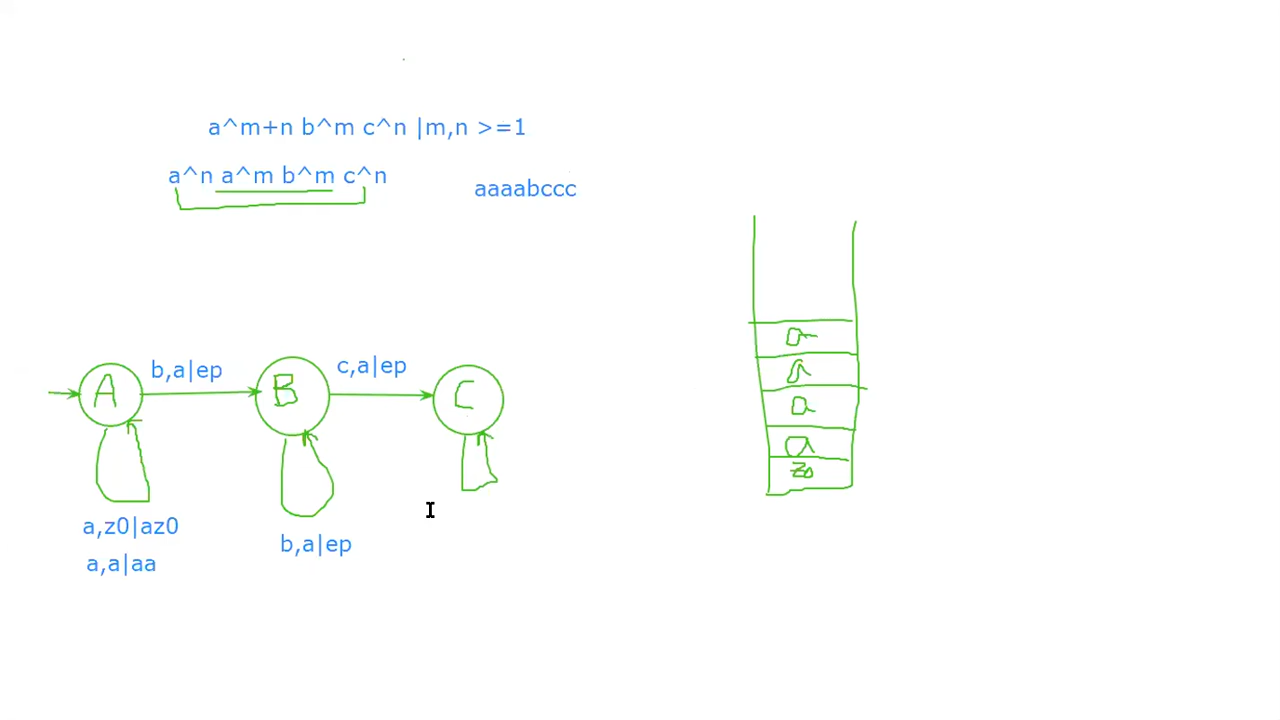 a^m+n b^m c^n |m,n >=1
a^n a^m b^m c^n
aaaabccc
b,a|ep
c,a|ep
A
B
C
a,z0|az0
a,a|aa
b,a|ep
a
a
a
a
z0